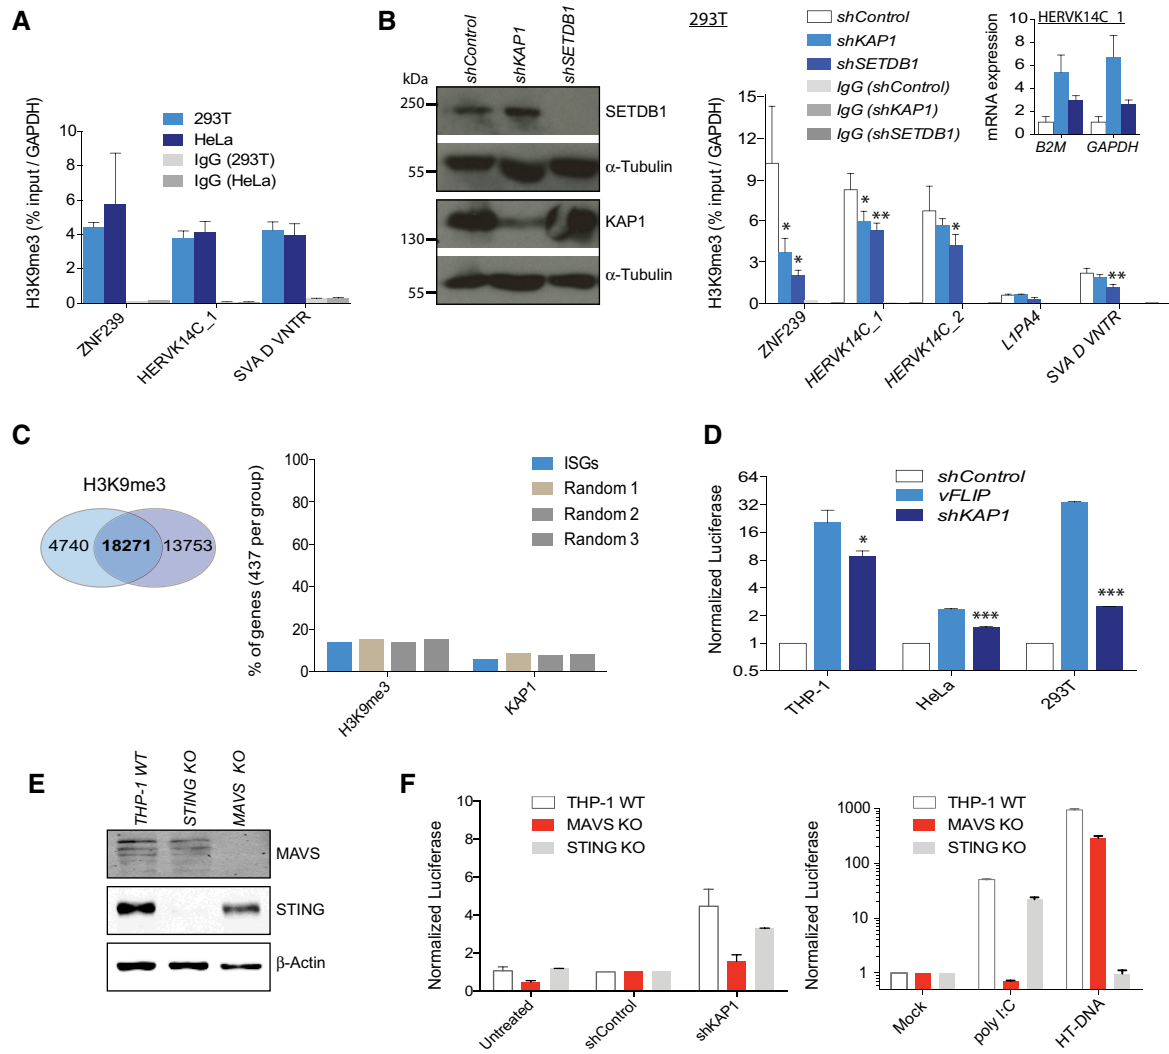 A
H3K9me3 (% input / GAPDH)
10
8
6
4
2
0
293T
HeLa
IgG (293T)
IgG (HeLa)
ZNF239
HERVK14C_1
SVA D VNTR
B
kDa
shControl
shKAP1
shSETDB1
250
SETDB1
55
α-Tubulin
130
KAP1
55
α-Tubulin
293T
shControl
shKAP1
shSETDB1
IgG (shControl)
IgG (shKAP1)
IgG (shSETDB1)
H3K9me3 (% input / GAPDH)
15
12
9
6
3
0
*
*
*
**
*
**
ZNF239
HERVK14C_1
HERVK14C_2
L1PA4
SVA D VNTR
HERVK14C_1
mRNA expression
10
8
6
4
2
0
B2M
GAPDH
C
H3K9me3
4740
18271
13753
% of genes (437 per group)
100
80
60
40
20
0
ISGs
Random 1
Random 2
Random 3
H3K9me3
KAP1
D
Normalized Luciferase
64
32
16
8
4
2
1
0.5
shControl
vFLIP
shKAP1
*
***
***
THP-1
HeLa
293T
E
THP-1 WT
STING KO
MAVS KO
MAVS
STING
β-Actin
F
Normalized Luciferase
10
8
6
4
2
0
THP-1 WT
MAVS KO
STING KO
Untreated
shControl
shKAP1
Normalized Luciferase
1000
100
10
1
THP-1 WT
MAVS KO
STING KO
Mock
poly I:C
HT-DNA